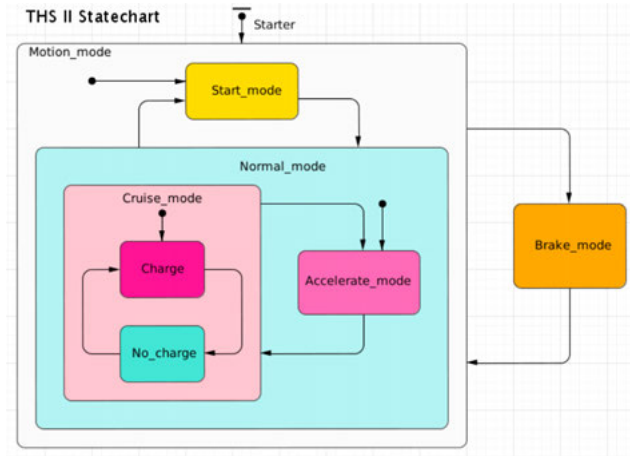 THS II Statechart
Starter
Motion_mode
Start_mode
Normal_mode
Cruise_mode
Charge
Accelerate_mode
Brake_mode
No_charge